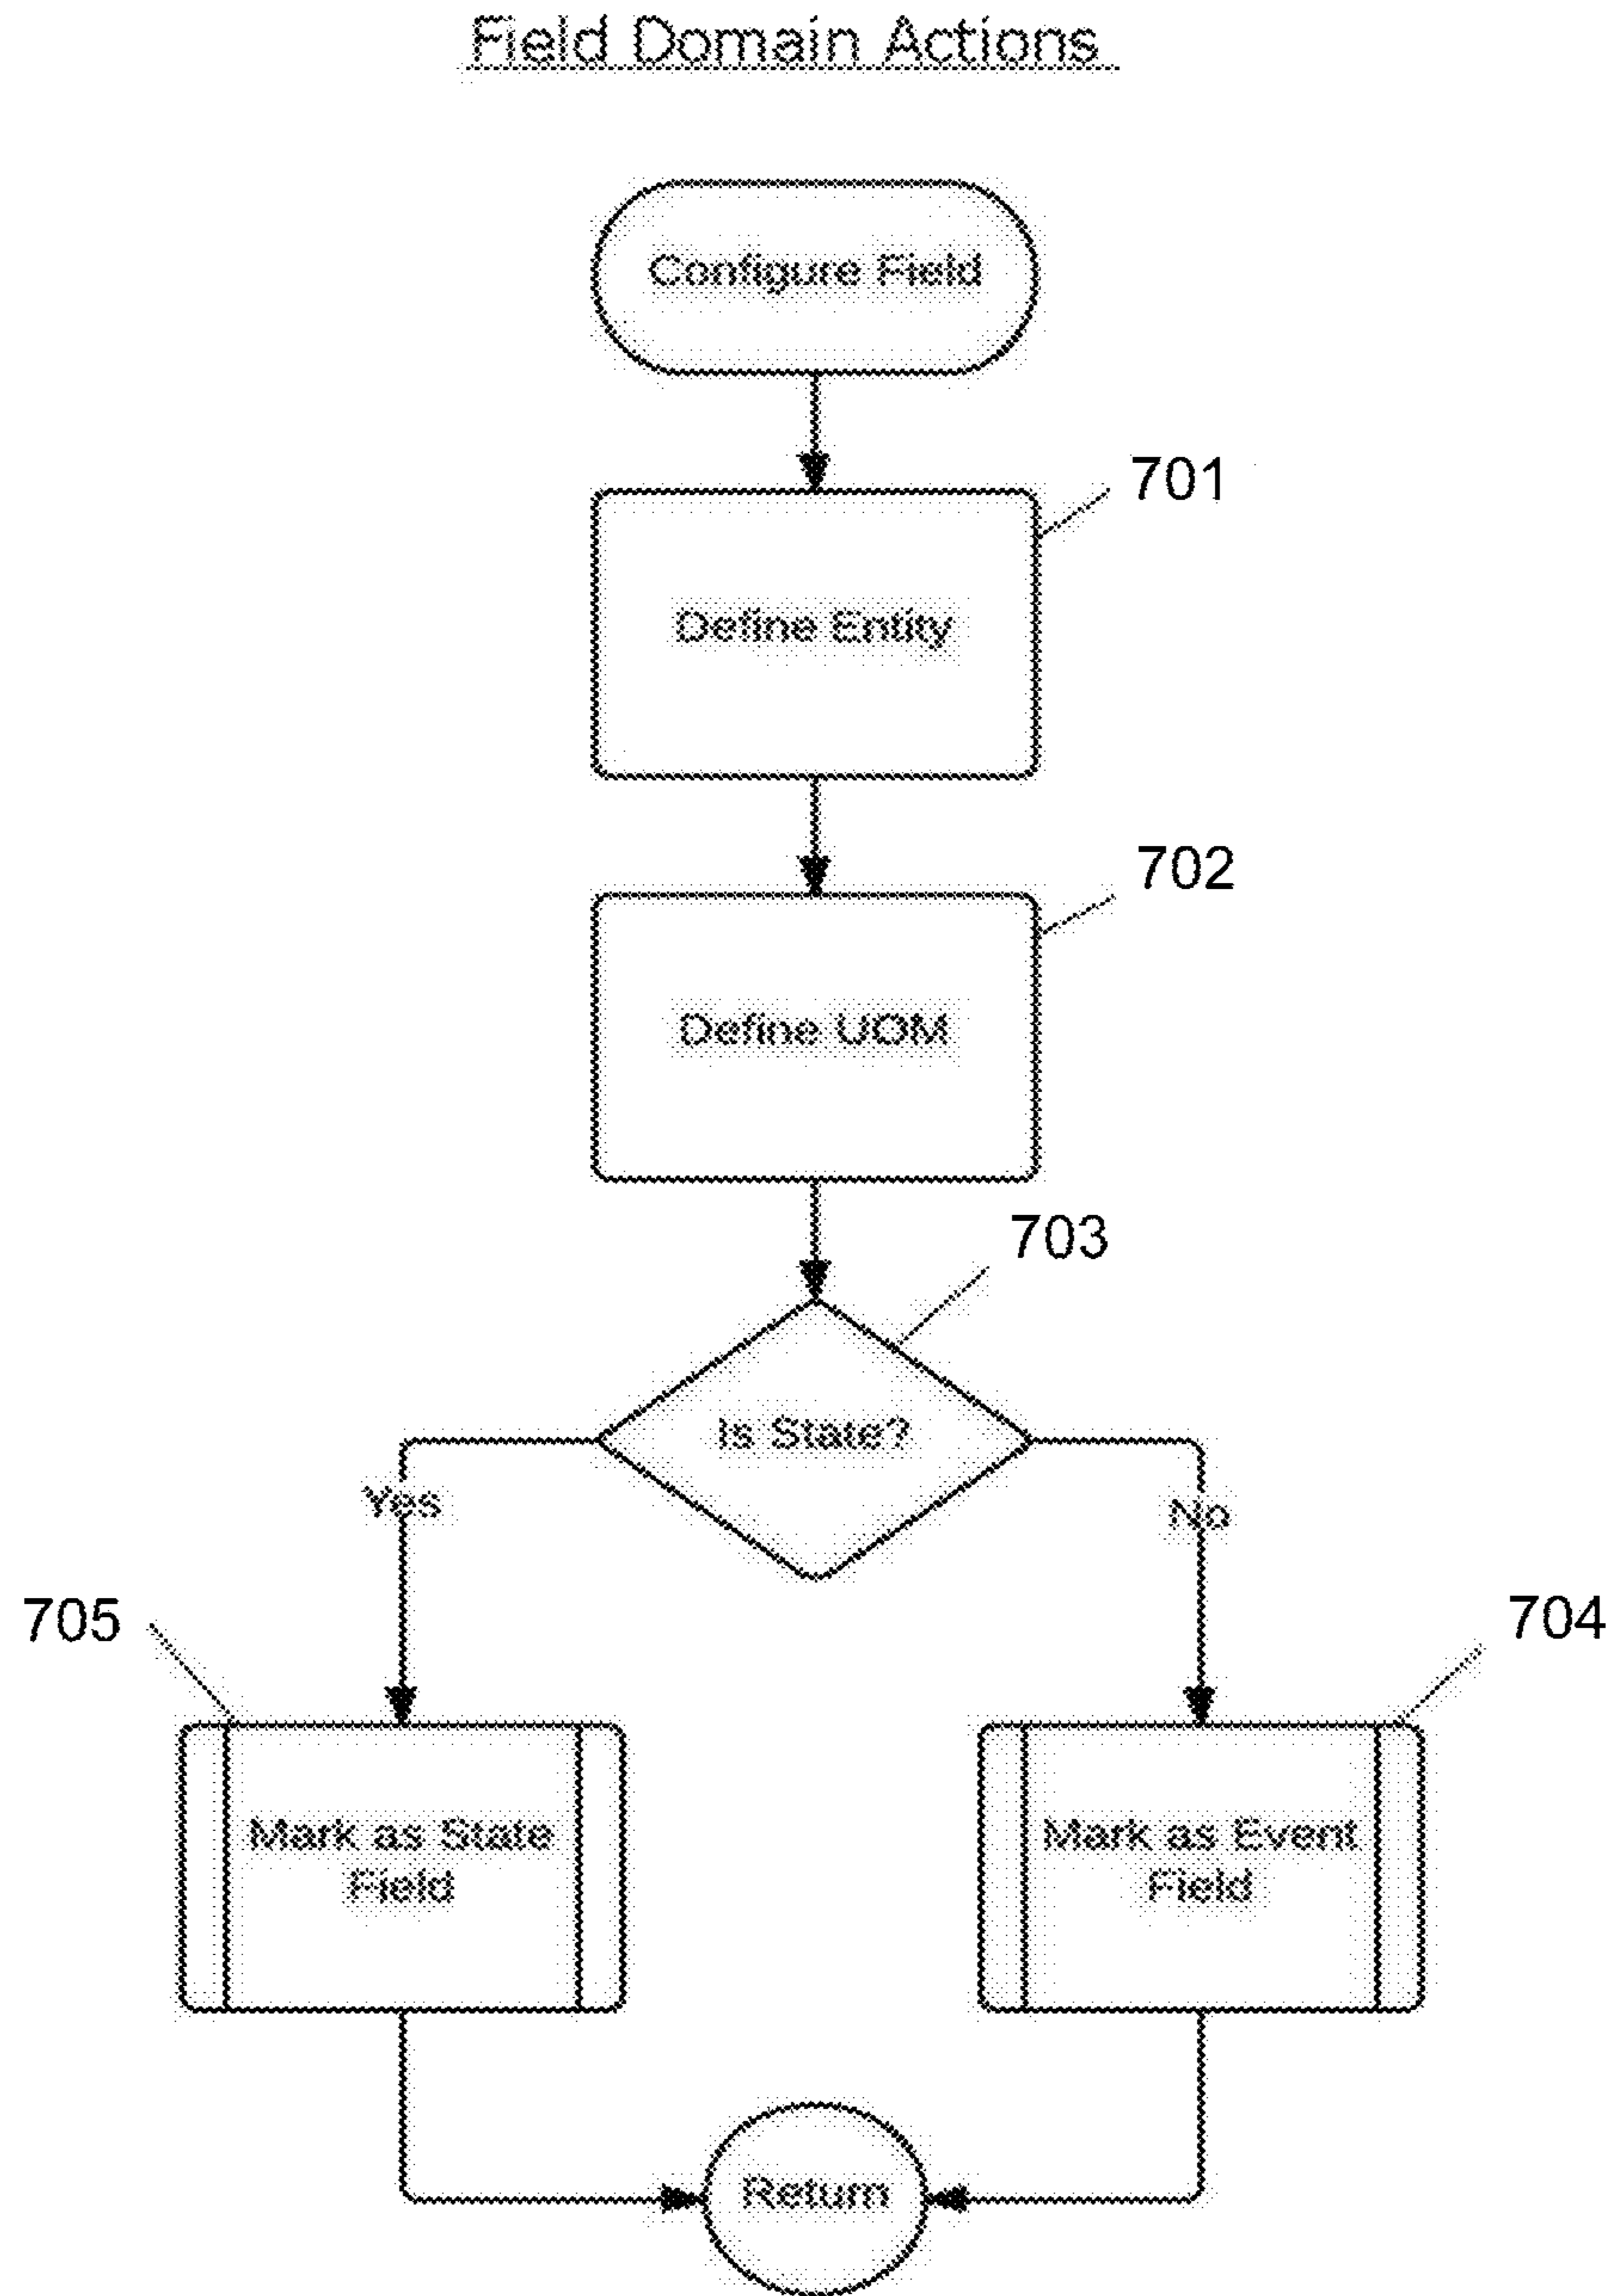 Field Domain Actions
Configure Field
701
Define Entity
702
Define UOM
703
Is State?
Yes
No
705
704
Mark as State
Field
Mark as Event
Field
Return